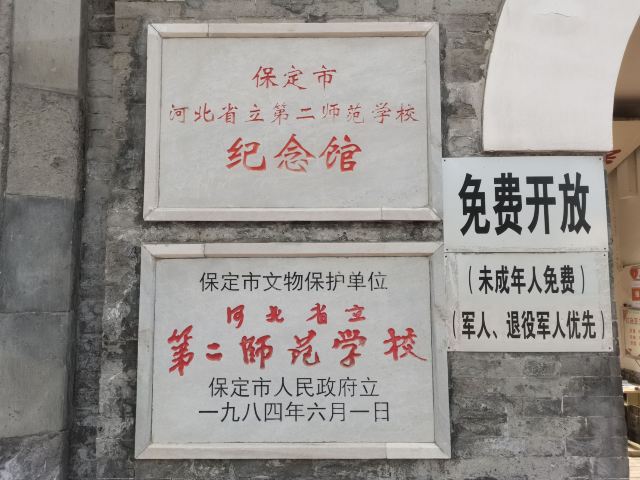 保定市
河北省立第二师范学校
纪念馆
保定市文物保护单位
河北省立
第二师范学校
保定市人民政府立
一九八四年六月一日
免费开放
（未成年人免费）
（军人、退役军人优先）